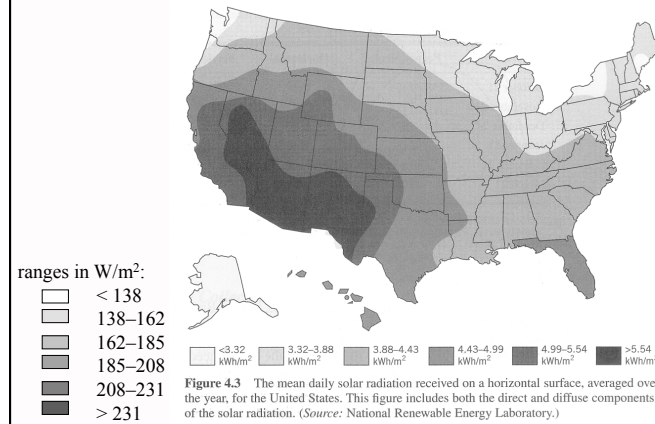 ranges in W/m²:
< 138
138–162
162–185
185–208
208–231
> 231
<3.32 kWh/m²
3.32–3.88 kWh/m²
3.88–4.43 kWh/m²
4.43–4.99 kWh/m²
4.99–5.54 kWh/m²
>5.54 kWh/m²
Figure 4.3 The mean daily solar radiation received on a horizontal surface, averaged over
the year, for the United States. This figure includes both the direct and diffuse components
of the solar radiation. (Source: National Renewable Energy Laboratory.)